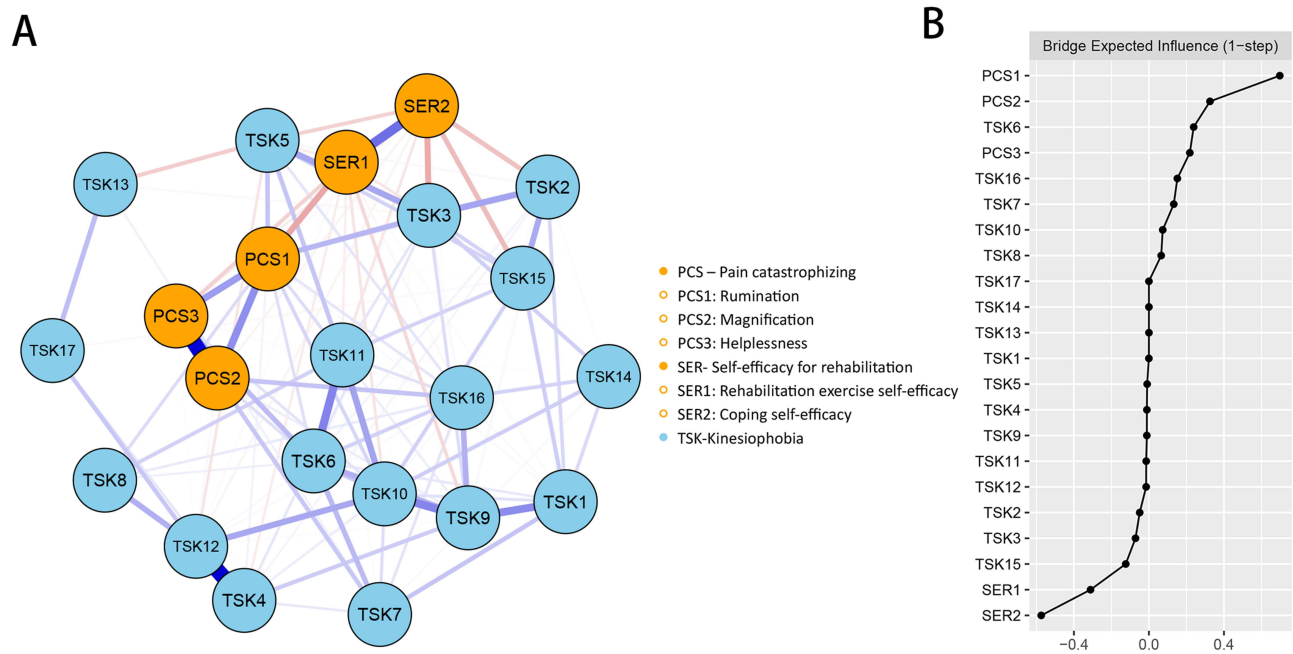 A
B
SER2
TSK5
SER1
TSK13
TSK2
TSK3
PCS1
TSK15
PCS3
TSK17
TSK11
PCS2
TSK14
TSK16
TSK6
TSK8
TSK10
TSK1
TSK9
TSK12
TSK4
TSK7
PCS – Pain catastrophizing
PCS1: Rumination
PCS2: Magnification
PCS3: Helplessness
SER- Self-efficacy for rehabilitation
SER1: Rehabilitation exercise self-efficacy
SER2: Coping self-efficacy
TSK-Kinesiophobia
Bridge Expected Influence (1−step)
PCS1
PCS2
TSK6
PCS3
TSK16
TSK7
TSK10
TSK8
TSK17
TSK14
TSK13
TSK1
TSK5
TSK4
TSK9
TSK11
TSK12
TSK2
TSK3
TSK15
SER1
SER2
−0.4 0.0 0.4